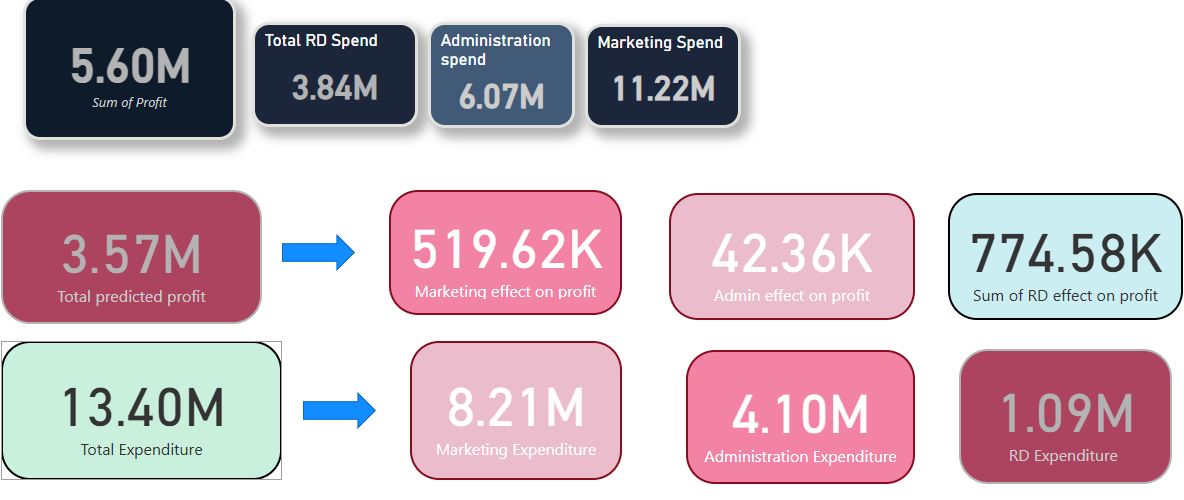 5.60M
Sum of Profit
Total RD Spend
3.84M
Administration
spend
6.07M
Marketing Spend
11.22M
3.57M
Total predicted profit
519.62K
Marketing effect on profit
42.36K
Admin effect on profit
774.58K
Sum of RD effect on profit
13.40M
Total Expenditure
8.21M
Marketing Expenditure
4.10M
Administration Expenditure
1.09M
RD Expenditure